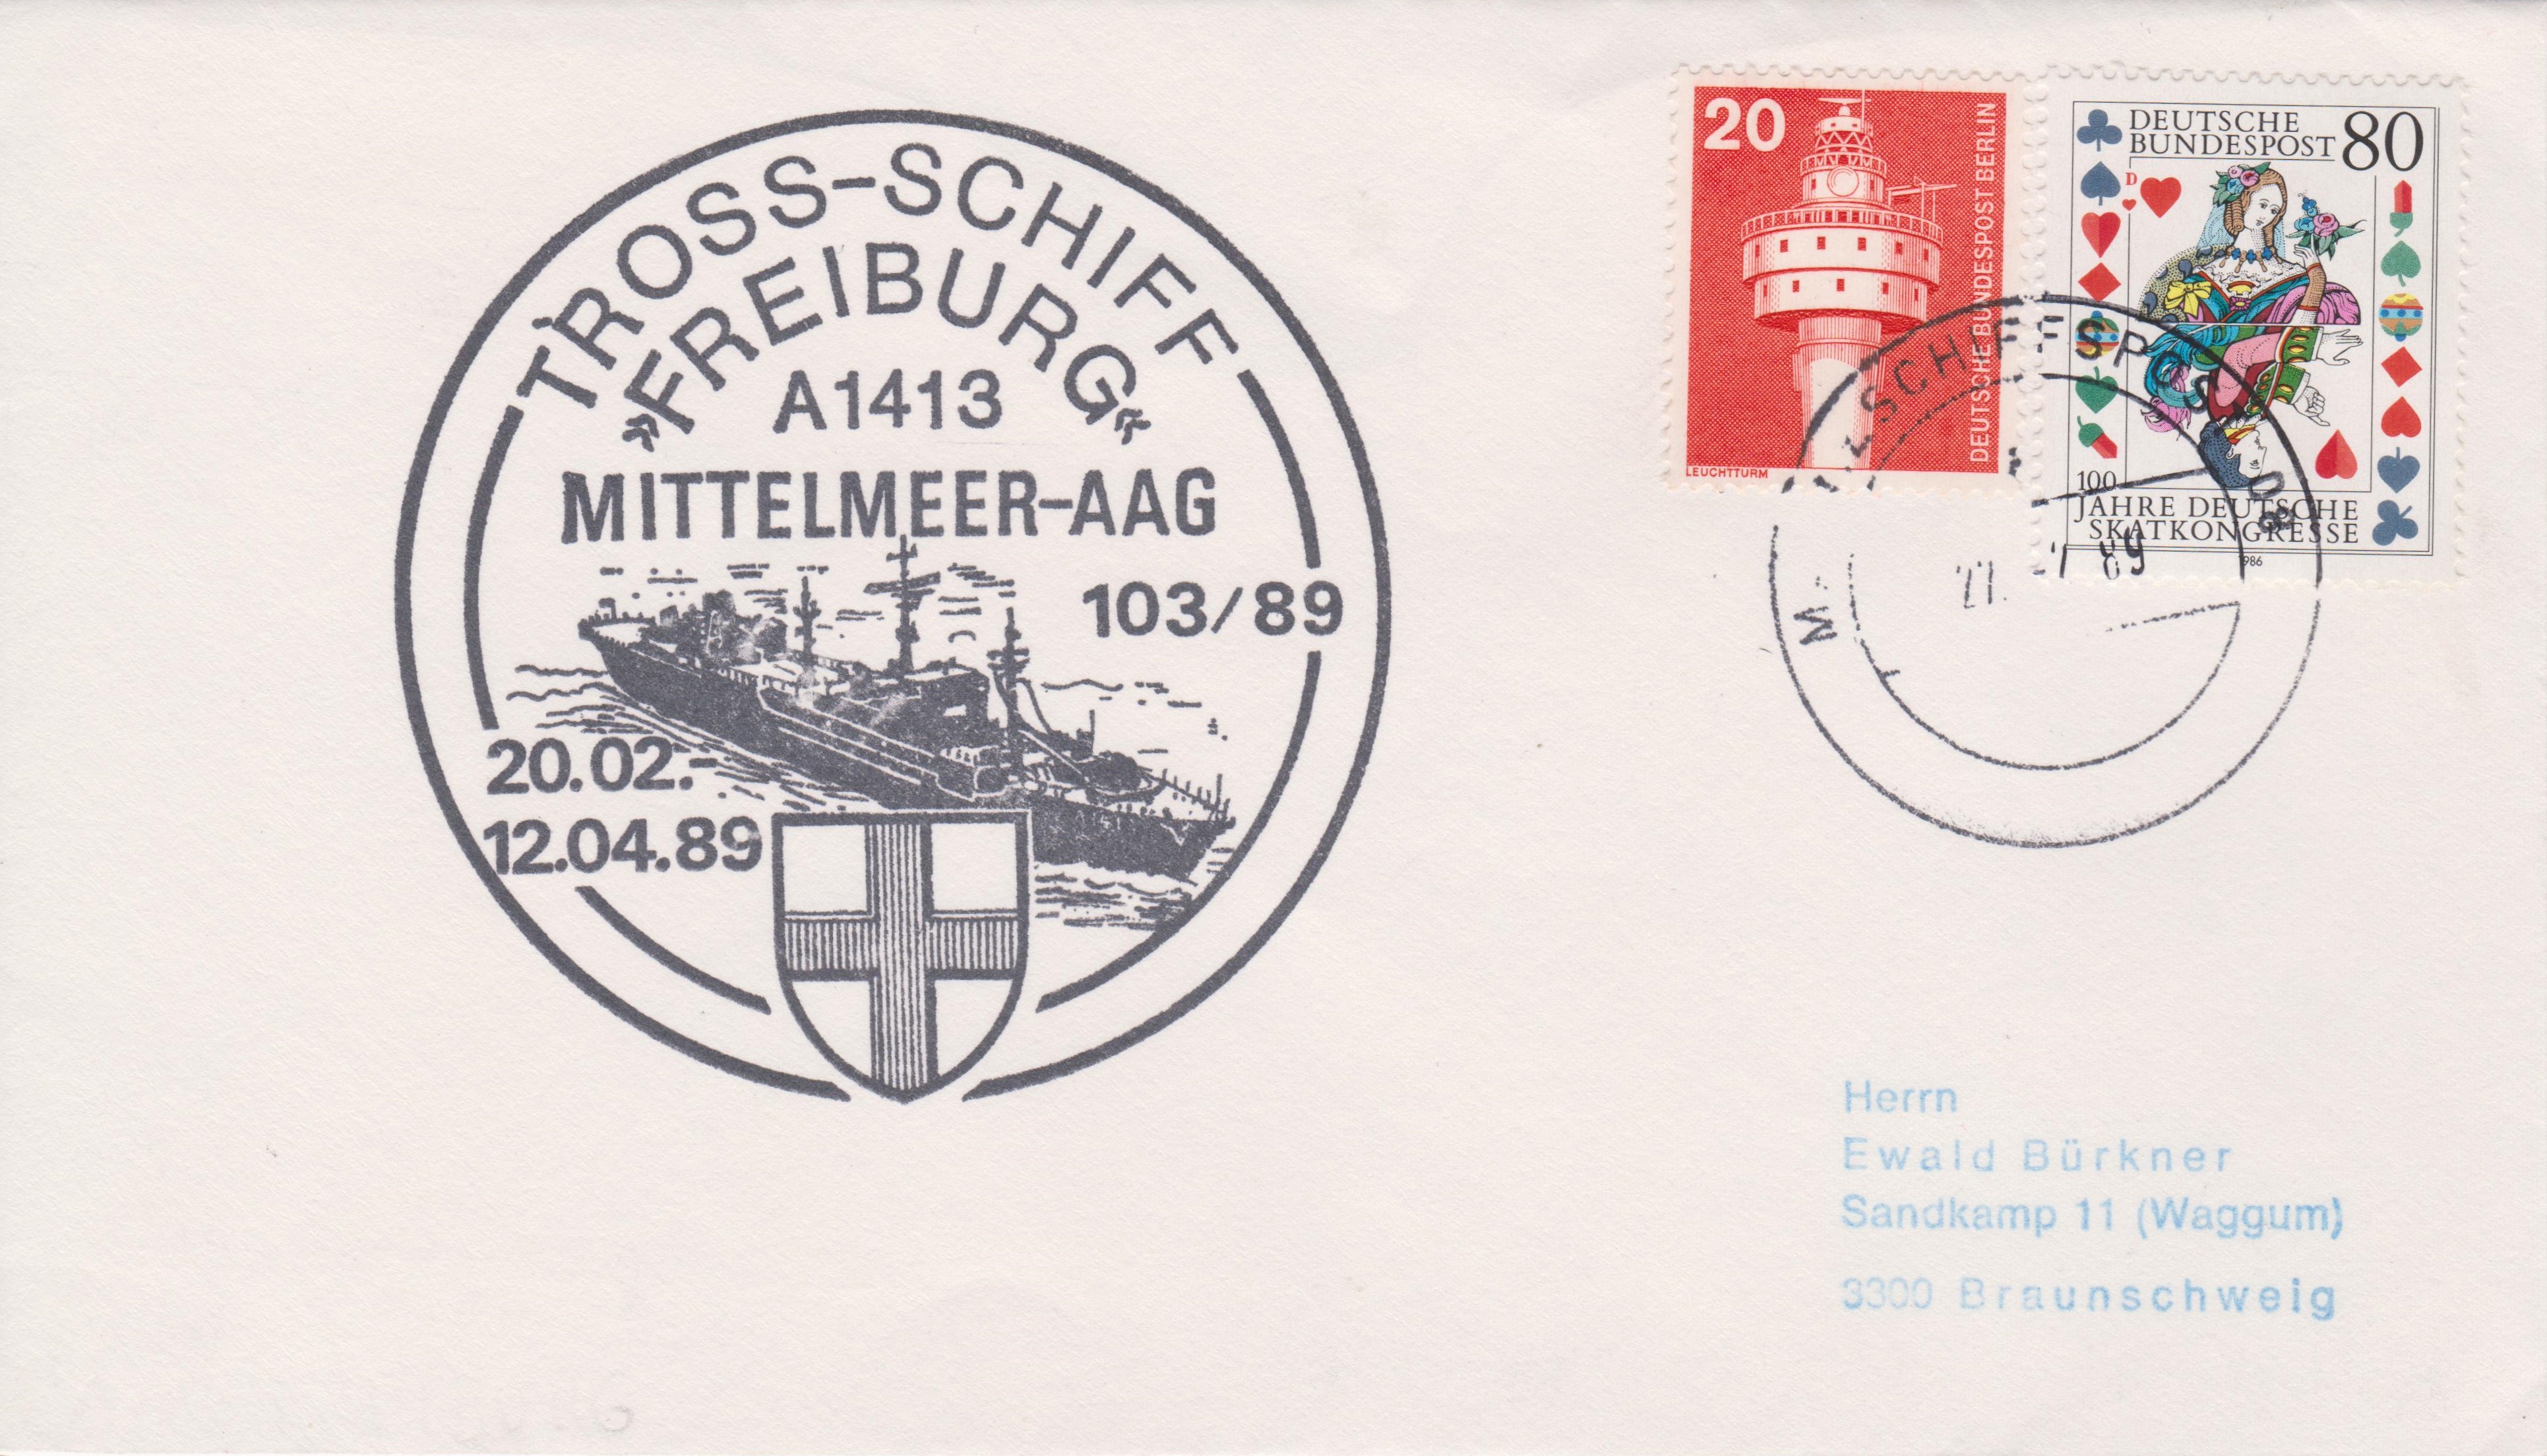 TROSS-SCHIFF
»FREIBURG«
A1413
MITTELMEER-AAG
103/89
20.02.-
12.04.89
20
DEUTSCHE BUNDESPOST BERLIN
LEUCHTTURM
DEUTSCHE
BUNDESPOST 80
D
100
JAHRE DEUTSCHE
SKATKONGRESSE
1986
SCHIFFSPOST
89
Herrn
Ewald Bürkner
Sandkamp 11 (Waggum)
3300 Braunschweig